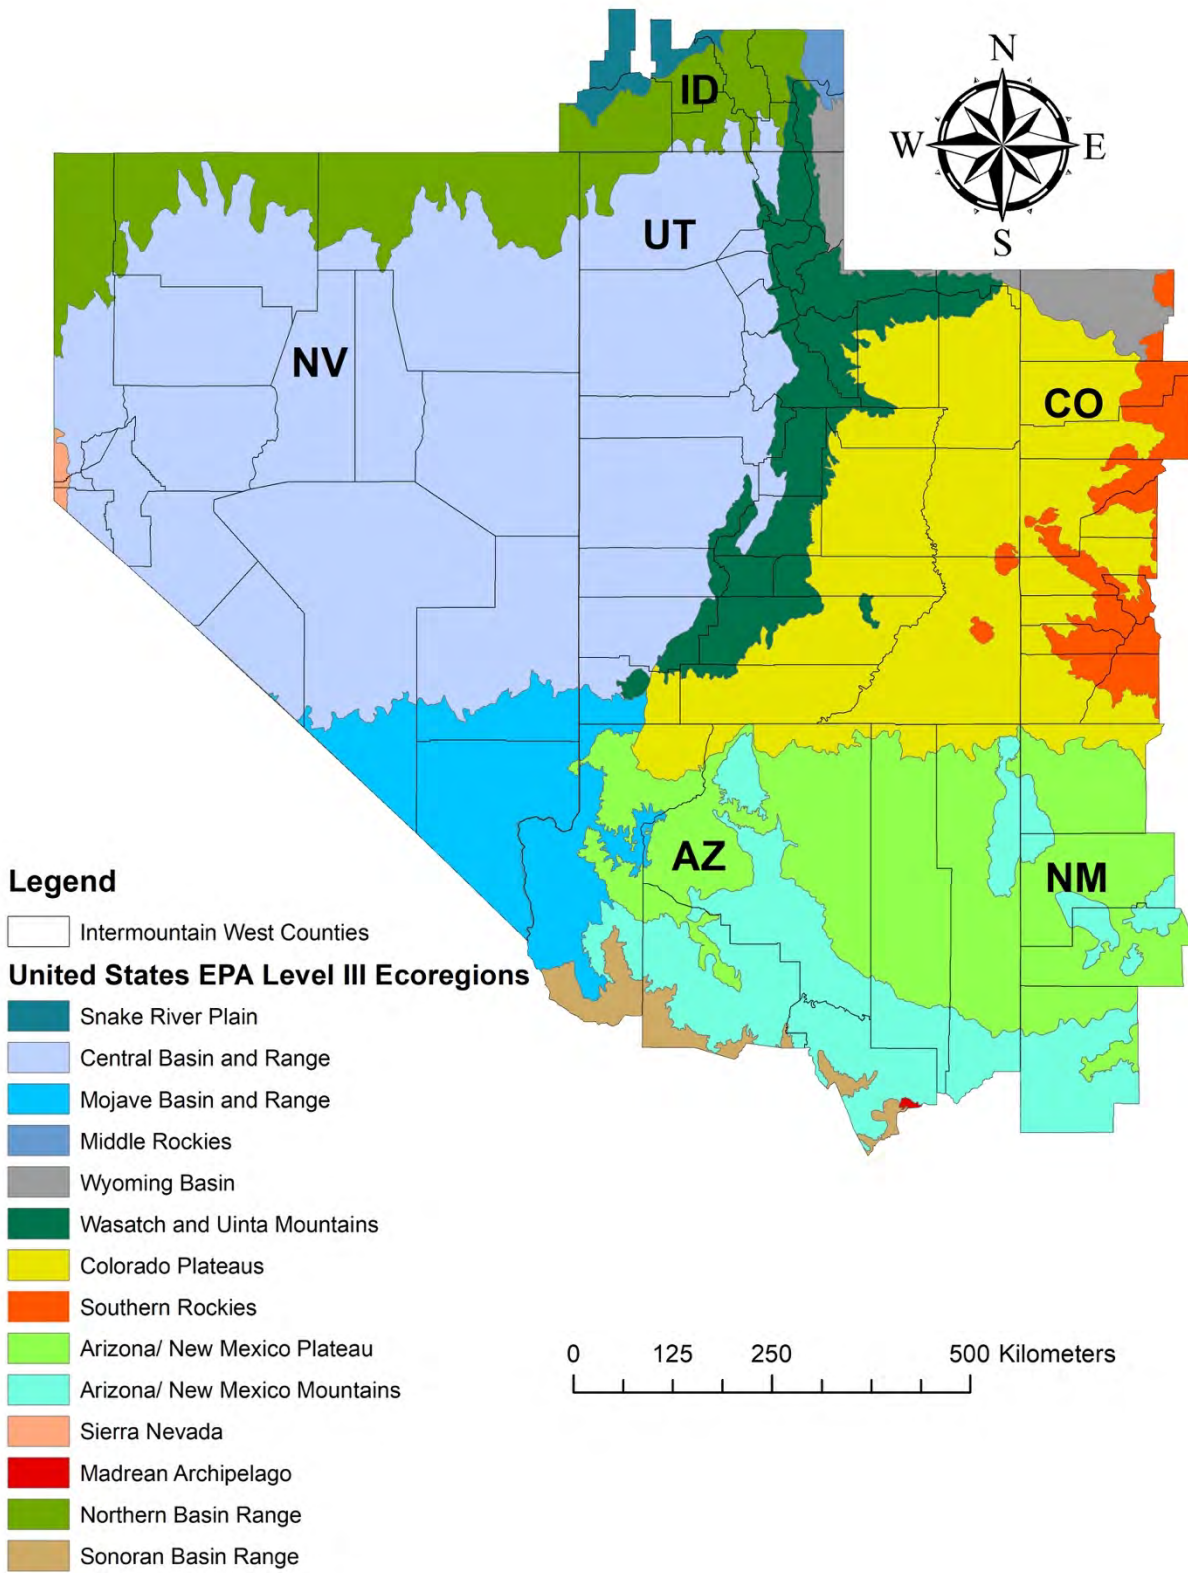 N
ID
W E
UT
S
NV
CO
AZ
NM
Legend
Intermountain West Counties
United States EPA Level III Ecoregions
Snake River Plain
Central Basin and Range
Mojave Basin and Range
Middle Rockies
Wyoming Basin
Wasatch and Uinta Mountains
Colorado Plateaus
Southern Rockies
Arizona/ New Mexico Plateau
Arizona/ New Mexico Mountains
Sierra Nevada
Madrean Archipelago
Northern Basin Range
Sonoran Basin Range
0 125 250 500 Kilometers